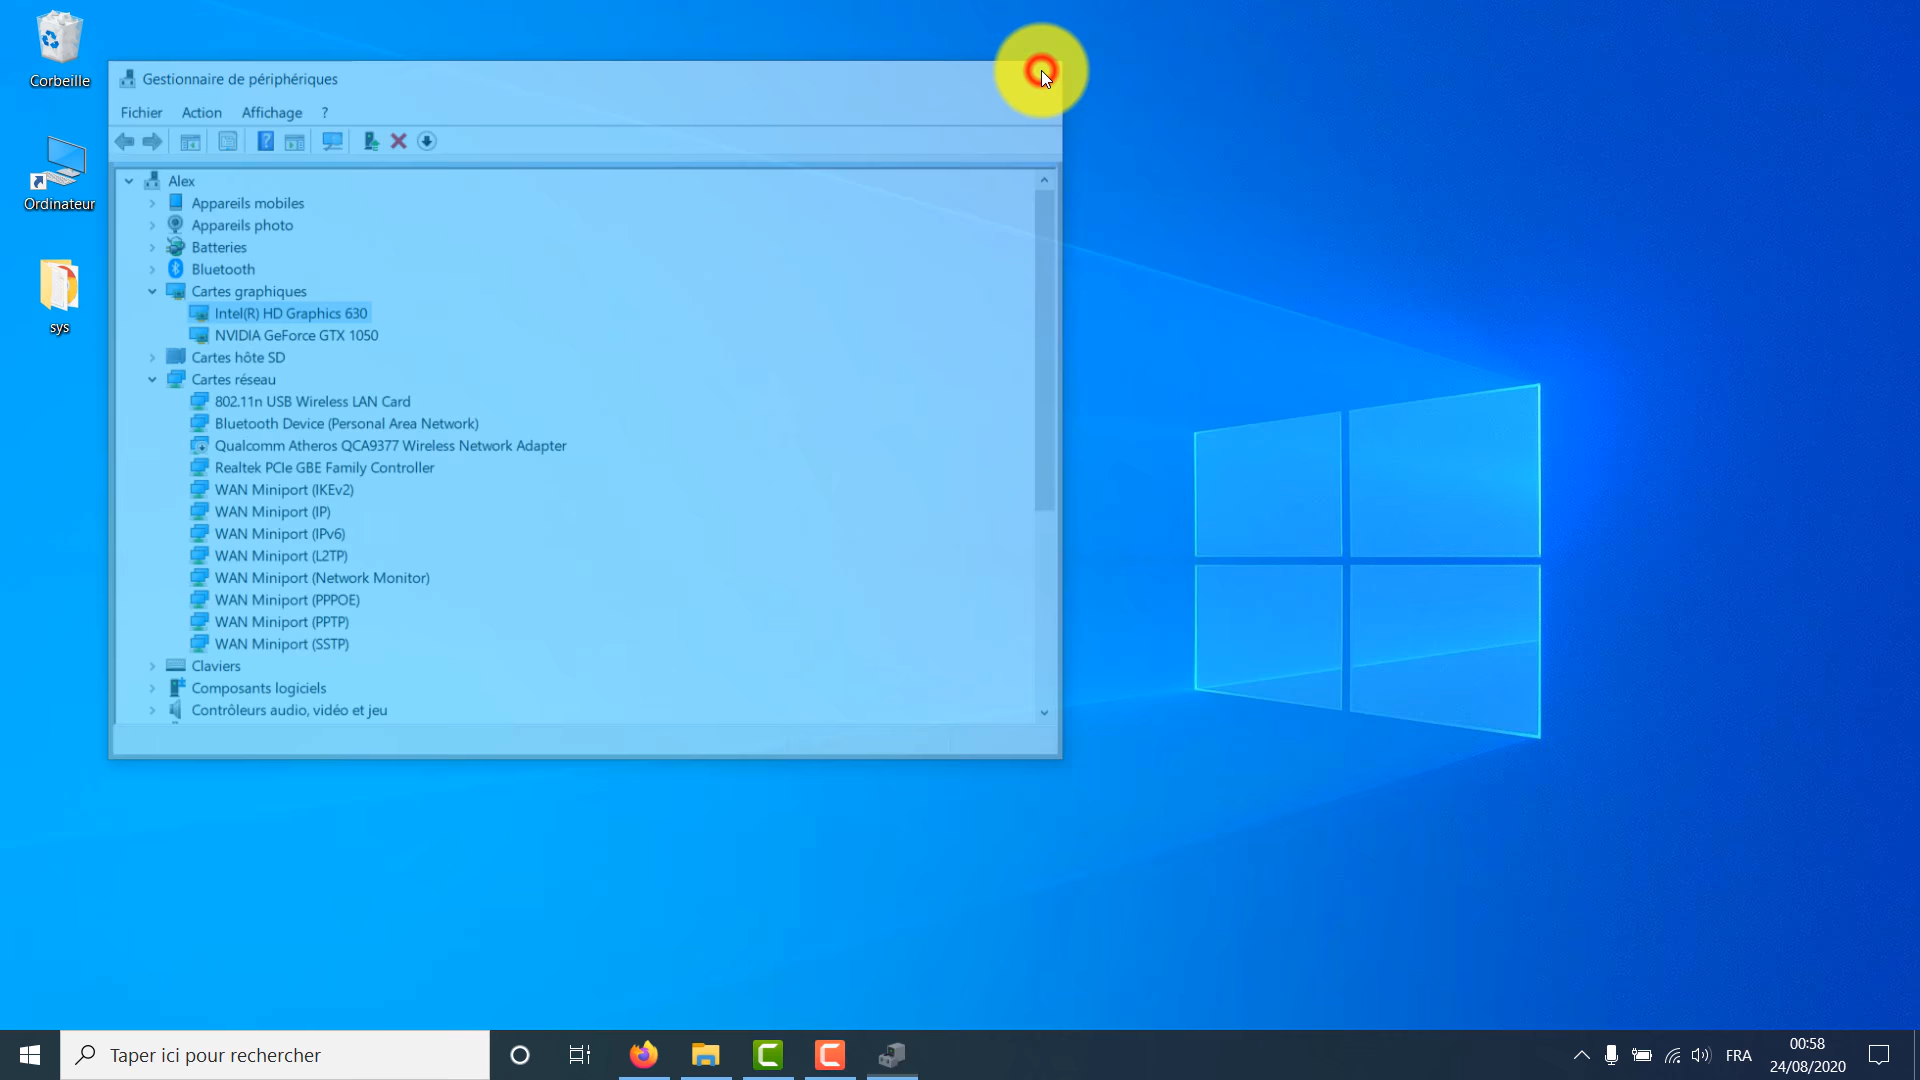 Corbeille
Ordinateur
sys
Gestionnaire de périphériques
Fichier Action Affichage ?
Alex
Appareils mobiles
Appareils photo
Batteries
Bluetooth
Cartes graphiques
Intel(R) HD Graphics 630
NVIDIA GeForce GTX 1050
Cartes hôte SD
Cartes réseau
802.11n USB Wireless LAN Card
Bluetooth Device (Personal Area Network)
Qualcomm Atheros QCA9377 Wireless Network Adapter
Realtek PCIe GBE Family Controller
WAN Miniport (IKEv2)
WAN Miniport (IP)
WAN Miniport (IPv6)
WAN Miniport (L2TP)
WAN Miniport (Network Monitor)
WAN Miniport (PPPOE)
WAN Miniport (PPTP)
WAN Miniport (SSTP)
Claviers
Composants logiciels
Contrôleurs audio, vidéo et jeu
Taper ici pour rechercher
FRA
00:58
24/08/2020